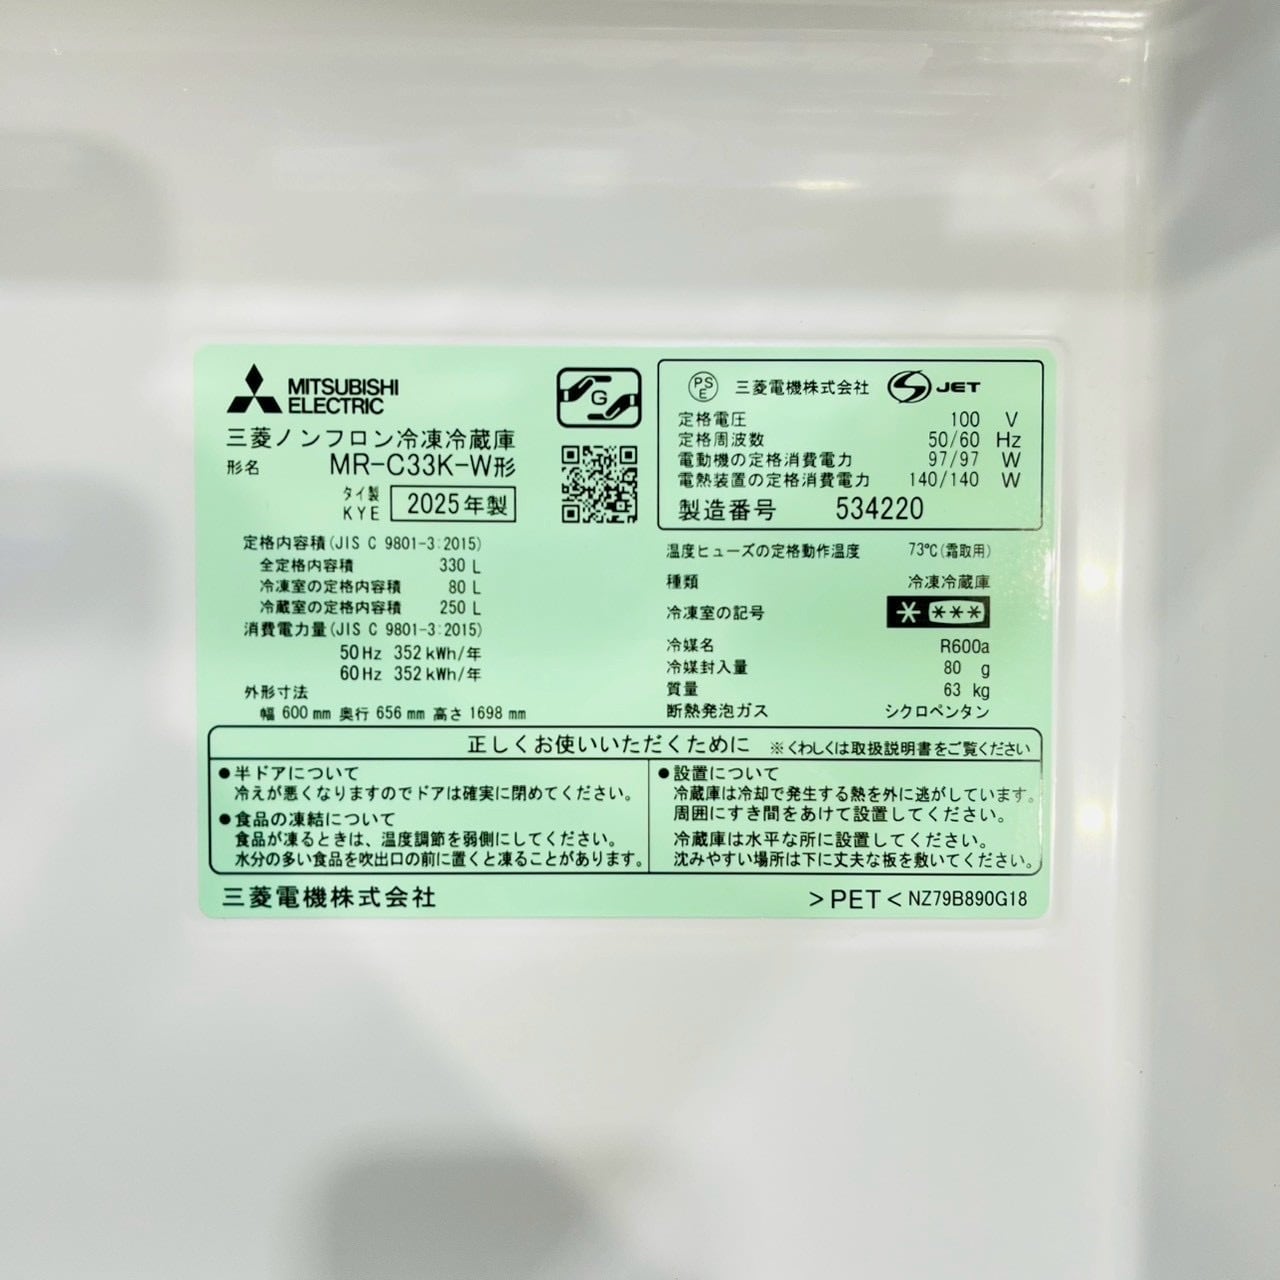 MITSUBISHI
ELECTRIC
三菱ノンフロン冷凍冷蔵庫
形名 MR-C33K-W形
タイ製
KYE 2025年製
G
定格内容積(JIS C 9801-3:2015)
全定格内容積 330 L
冷凍室の定格内容積 80 L
冷蔵室の定格内容積 250 L
消費電力量(JIS C 9801-3:2015)
50Hz 352kWh/年
60Hz 352kWh/年
外形寸法
幅 600mm 奥行 656mm 高さ 1698mm
PSE 三菱電機株式会社 S JET
定格電圧 100 V
定格周波数 50/60 Hz
電動機の定格消費電力 97/97 W
電熱装置の定格消費電力 140/140 W
製造番号 534220
温度ヒューズの定格動作温度 73℃(霜取用)
種類 冷凍冷蔵庫
冷凍室の記号 * ***
冷媒名 R600a
冷媒封入量 80 g
質量 63 kg
断熱発泡ガス シクロペンタン
正しくお使いいただくために ※くわしくは取扱説明書をご覧ください
●半ドアについて
冷えが悪くなりますのでドアは確実に閉めてください。
●食品の凍結について
食品が凍るときは、温度調節を弱側にしてください。
水分の多い食品を吹出口の前に置くと凍ることがあります。
●設置について
冷蔵庫は冷却で発生する熱を外に逃がしています。
周囲にすき間をあけて設置してください。
冷蔵庫は水平な所に設置してください。
沈みやすい場所は下に丈夫な板を敷いてください。
三菱電機株式会社
>PET< NZ79B890G18